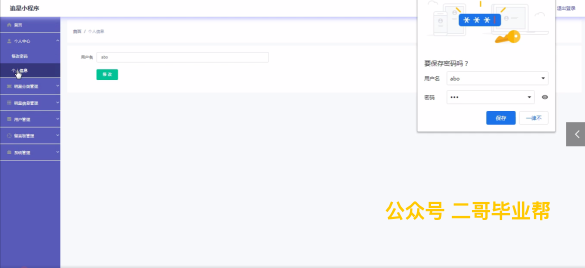 追星小程序
退出登录
首页
个人中心
修改密码
个人信息
明星分类管理
明星信息管理
用户管理
系统管理
首页 / 个人信息
用户名 abo
修改
要保存密码吗？
用户名 abo
密码 •••
保存
一律不
公众号 二哥毕业帮